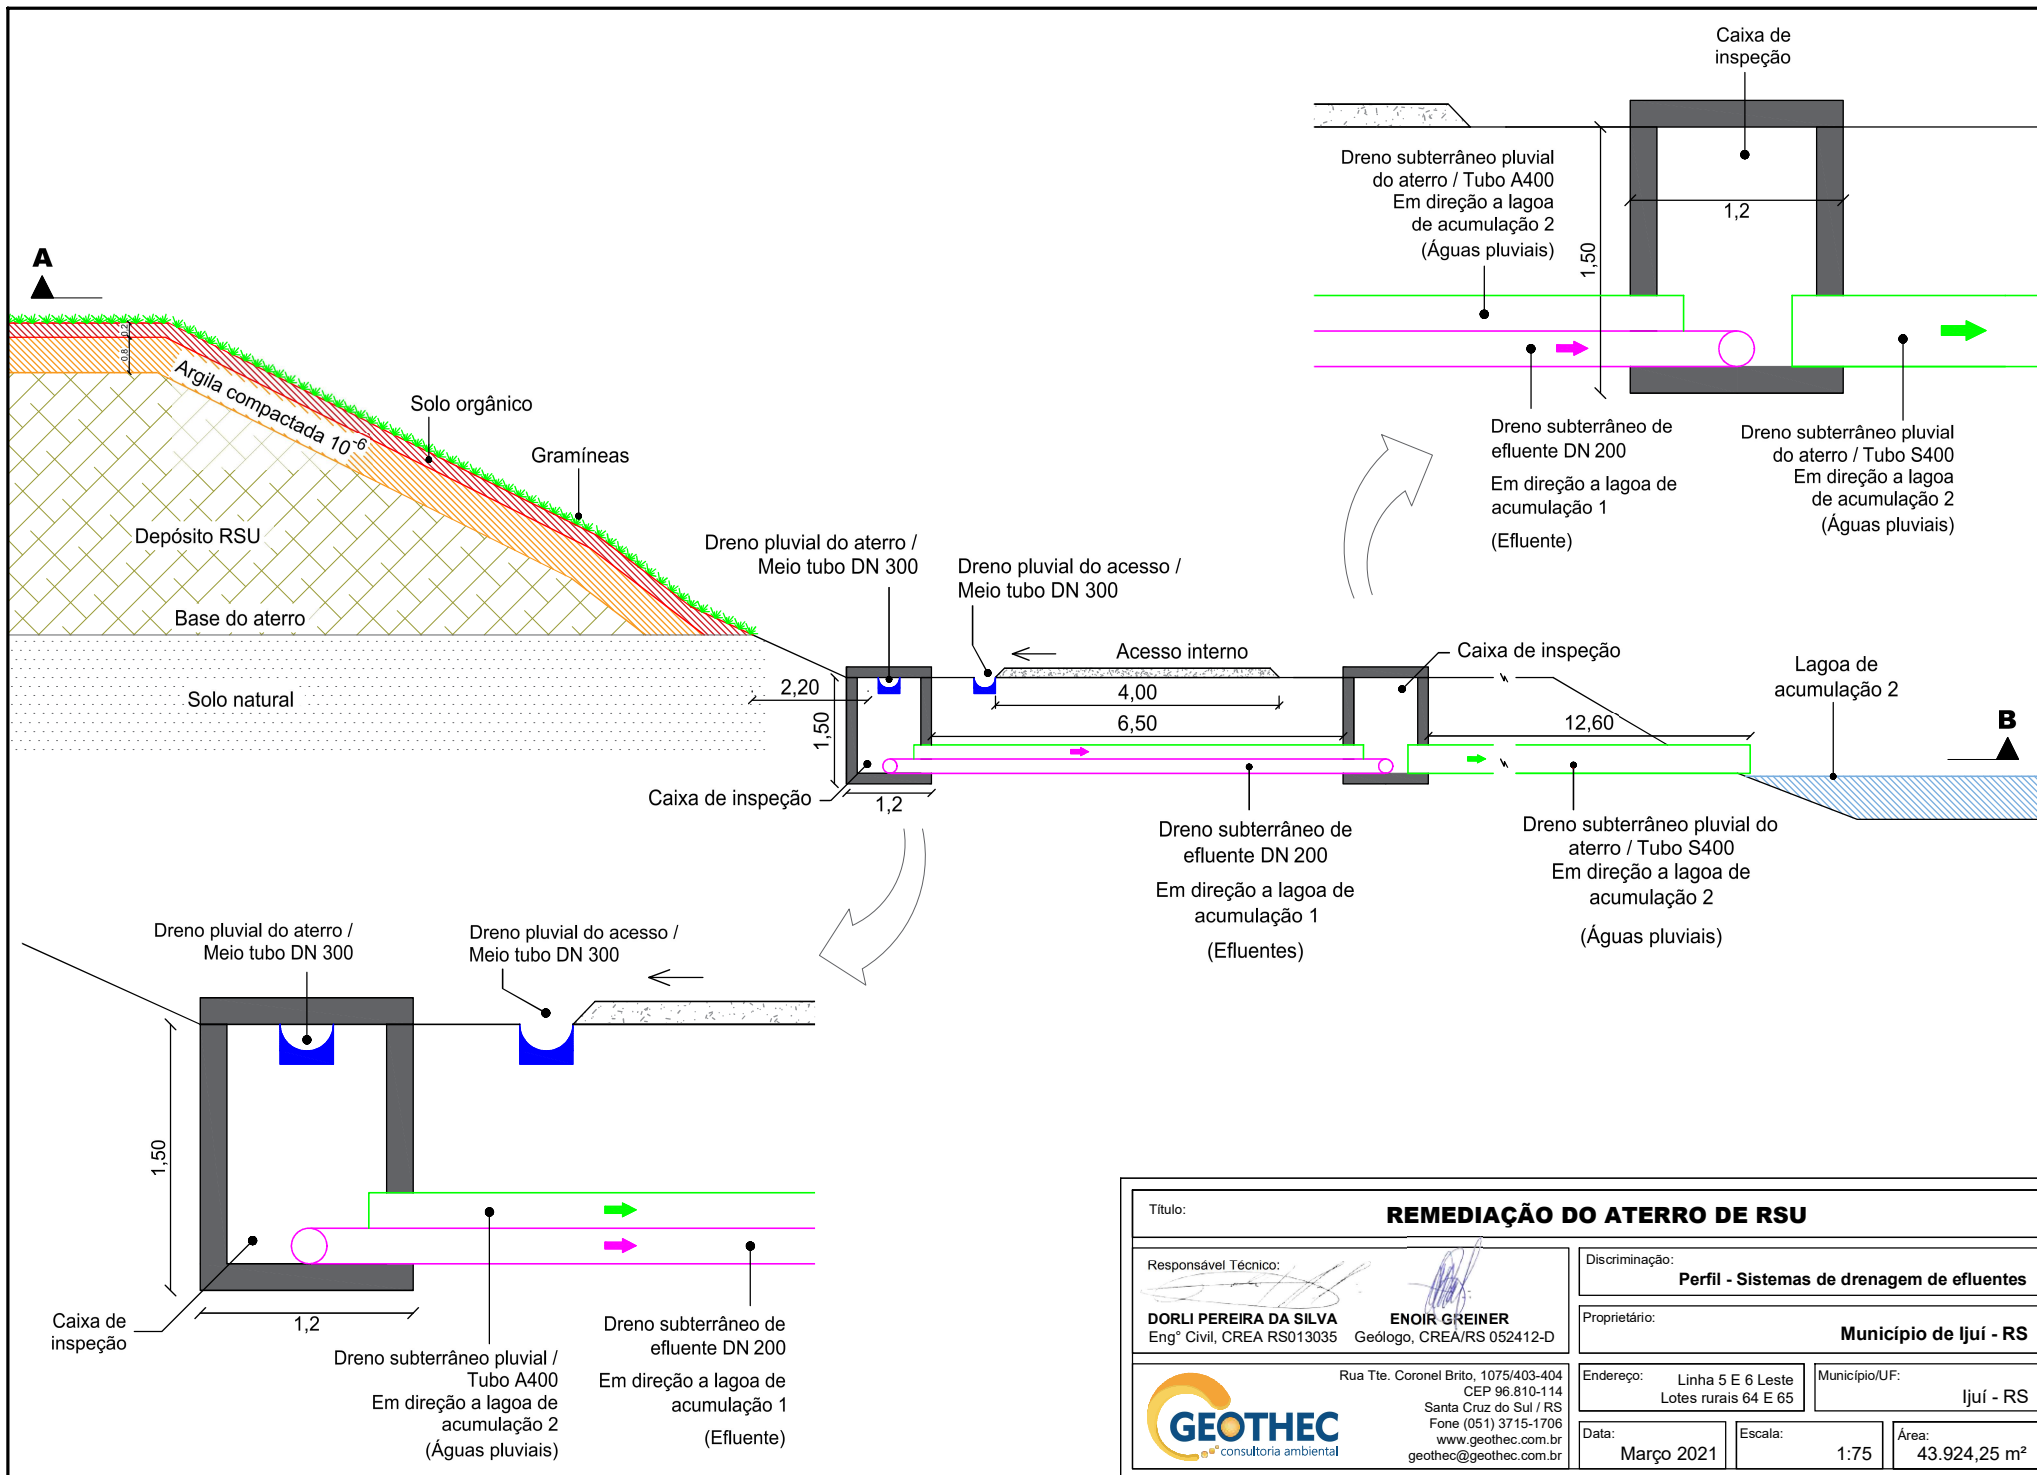 Caixa de
inspeção
Dreno subterrâneo pluvial
do aterro / Tubo A400
Em direção a lagoa
de acumulação 2
(Águas pluviais)
1,2
1,50
Dreno subterrâneo de
efluente DN 200
Em direção a lagoa de
acumulação 1
(Efluente)
Dreno subterrâneo pluvial
do aterro / Tubo S400
Em direção a lagoa
de acumulação 2
(Águas pluviais)
A
0,2
0,8
Argila compactada 10-6
Solo orgânico
Gramíneas
Depósito RSU
Base do aterro
Solo natural
Dreno pluvial do aterro /
Meio tubo DN 300
Dreno pluvial do acesso /
Meio tubo DN 300
Acesso interno
Caixa de inspeção
Lagoa de
acumulação 2
B
2,20
4,00
6,50
12,60
1,50
1,2
Caixa de inspeção
Dreno subterrâneo de
efluente DN 200
Em direção a lagoa de
acumulação 1
(Efluentes)
Dreno subterrâneo pluvial do
aterro / Tubo S400
Em direção a lagoa de
acumulação 2
(Águas pluviais)
Dreno pluvial do aterro /
Meio tubo DN 300
Dreno pluvial do acesso /
Meio tubo DN 300
1,50
1,2
Caixa de
inspeção
Dreno subterrâneo pluvial /
Tubo A400
Em direção a lagoa de
acumulação 2
(Águas pluviais)
Dreno subterrâneo de
efluente DN 200
Em direção a lagoa de
acumulação 1
(Efluente)
Título:
REMEDIAÇÃO DO ATERRO DE RSU
Responsável Técnico:
DORLI PEREIRA DA SILVA
Eng° Civil, CREA RS013035
ENOIR GREINER
Geólogo, CREA/RS 052412-D
Discriminação:
Perfil - Sistemas de drenagem de efluentes
Proprietário:
Município de Ijuí - RS
GEOTHEC
consultoria ambiental
Rua Tte. Coronel Brito, 1075/403-404
CEP 96.810-114
Santa Cruz do Sul / RS
Fone (051) 3715-1706
www.geothec.com.br
geothec@geothec.com.br
Endereço:
Linha 5 E 6 Leste
Lotes rurais 64 E 65
Município/UF:
Ijuí - RS
Data:
Março 2021
Escala:
1:75
Área:
43.924,25 m²